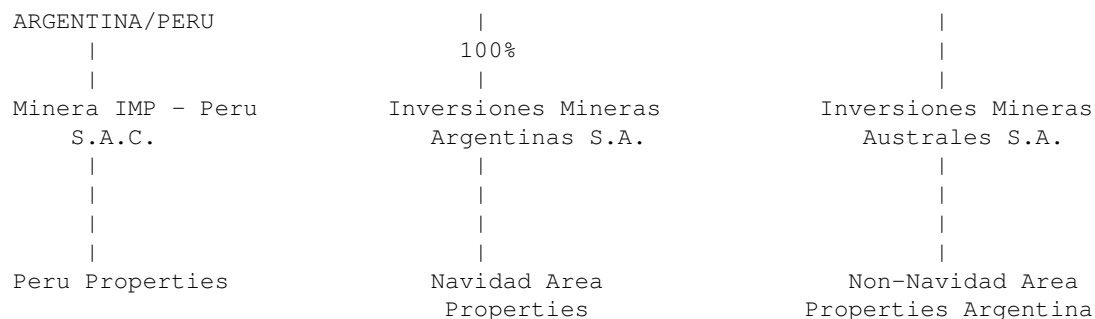 ARGENTINA/PERU | |
| 100% |
| | |
Minera IMP - Peru Inversiones Mineras Inversiones Mineras
S.A.C. Argentinas S.A. Australes S.A.
| | |
| | |
| | |
| | |
Peru Properties Navidad Area Non-Navidad Area
Properties Properties Argentina